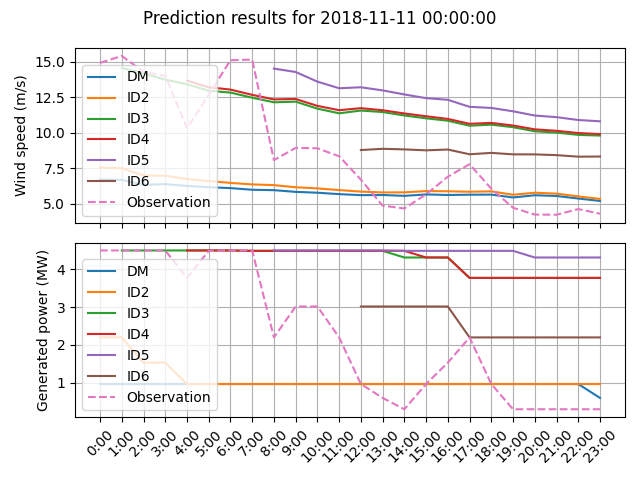 Prediction results for 2018-11-11 00:00:00
Wind speed (m/s)
15.0
12.5
10.0
7.5
5.0
DM
ID2
ID3
ID4
ID5
ID6
Observation
Generated power (MW)
4
3
2
1
DM
ID2
ID3
ID4
ID5
ID6
Observation
0:00 1:00 2:00 3:00 4:00 5:00 6:00 7:00 8:00 9:00 10:00 11:00 12:00 13:00 14:00 15:00 16:00 17:00 18:00 19:00 20:00 21:00 22:00 23:00